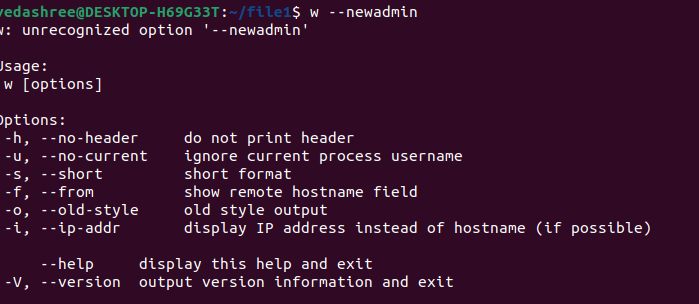 vedashree@DESKTOP-H69G33T:~/file1$ w --newadmin
w: unrecognized option '--newadmin'
Usage:
w [options]
Options:
-h, --no-header do not print header
-u, --no-current ignore current process username
-s, --short short format
-f, --from show remote hostname field
-o, --old-style old style output
-i, --ip-addr display IP address instead of hostname (if possible)
--help display this help and exit
-V, --version output version information and exit